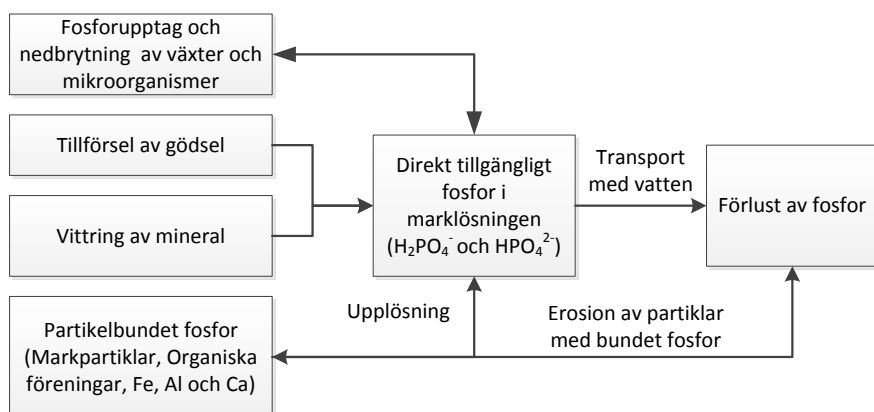 Fosforupptag och
nedbrytning av växter och
mikroorganismer
Tillförsel av gödsel
Vittring av mineral
Partikelbundet fosfor
(Markpartiklar, Organiska
föreningar, Fe, Al och Ca)
Direkt tillgängligt
fosfor i
marklösningen
(H₂PO₄⁻ och HPO₄²⁻)
Upplösning
Transport
med vatten
Erosion av partiklar
med bundet fosfor
Förlust av fosfor